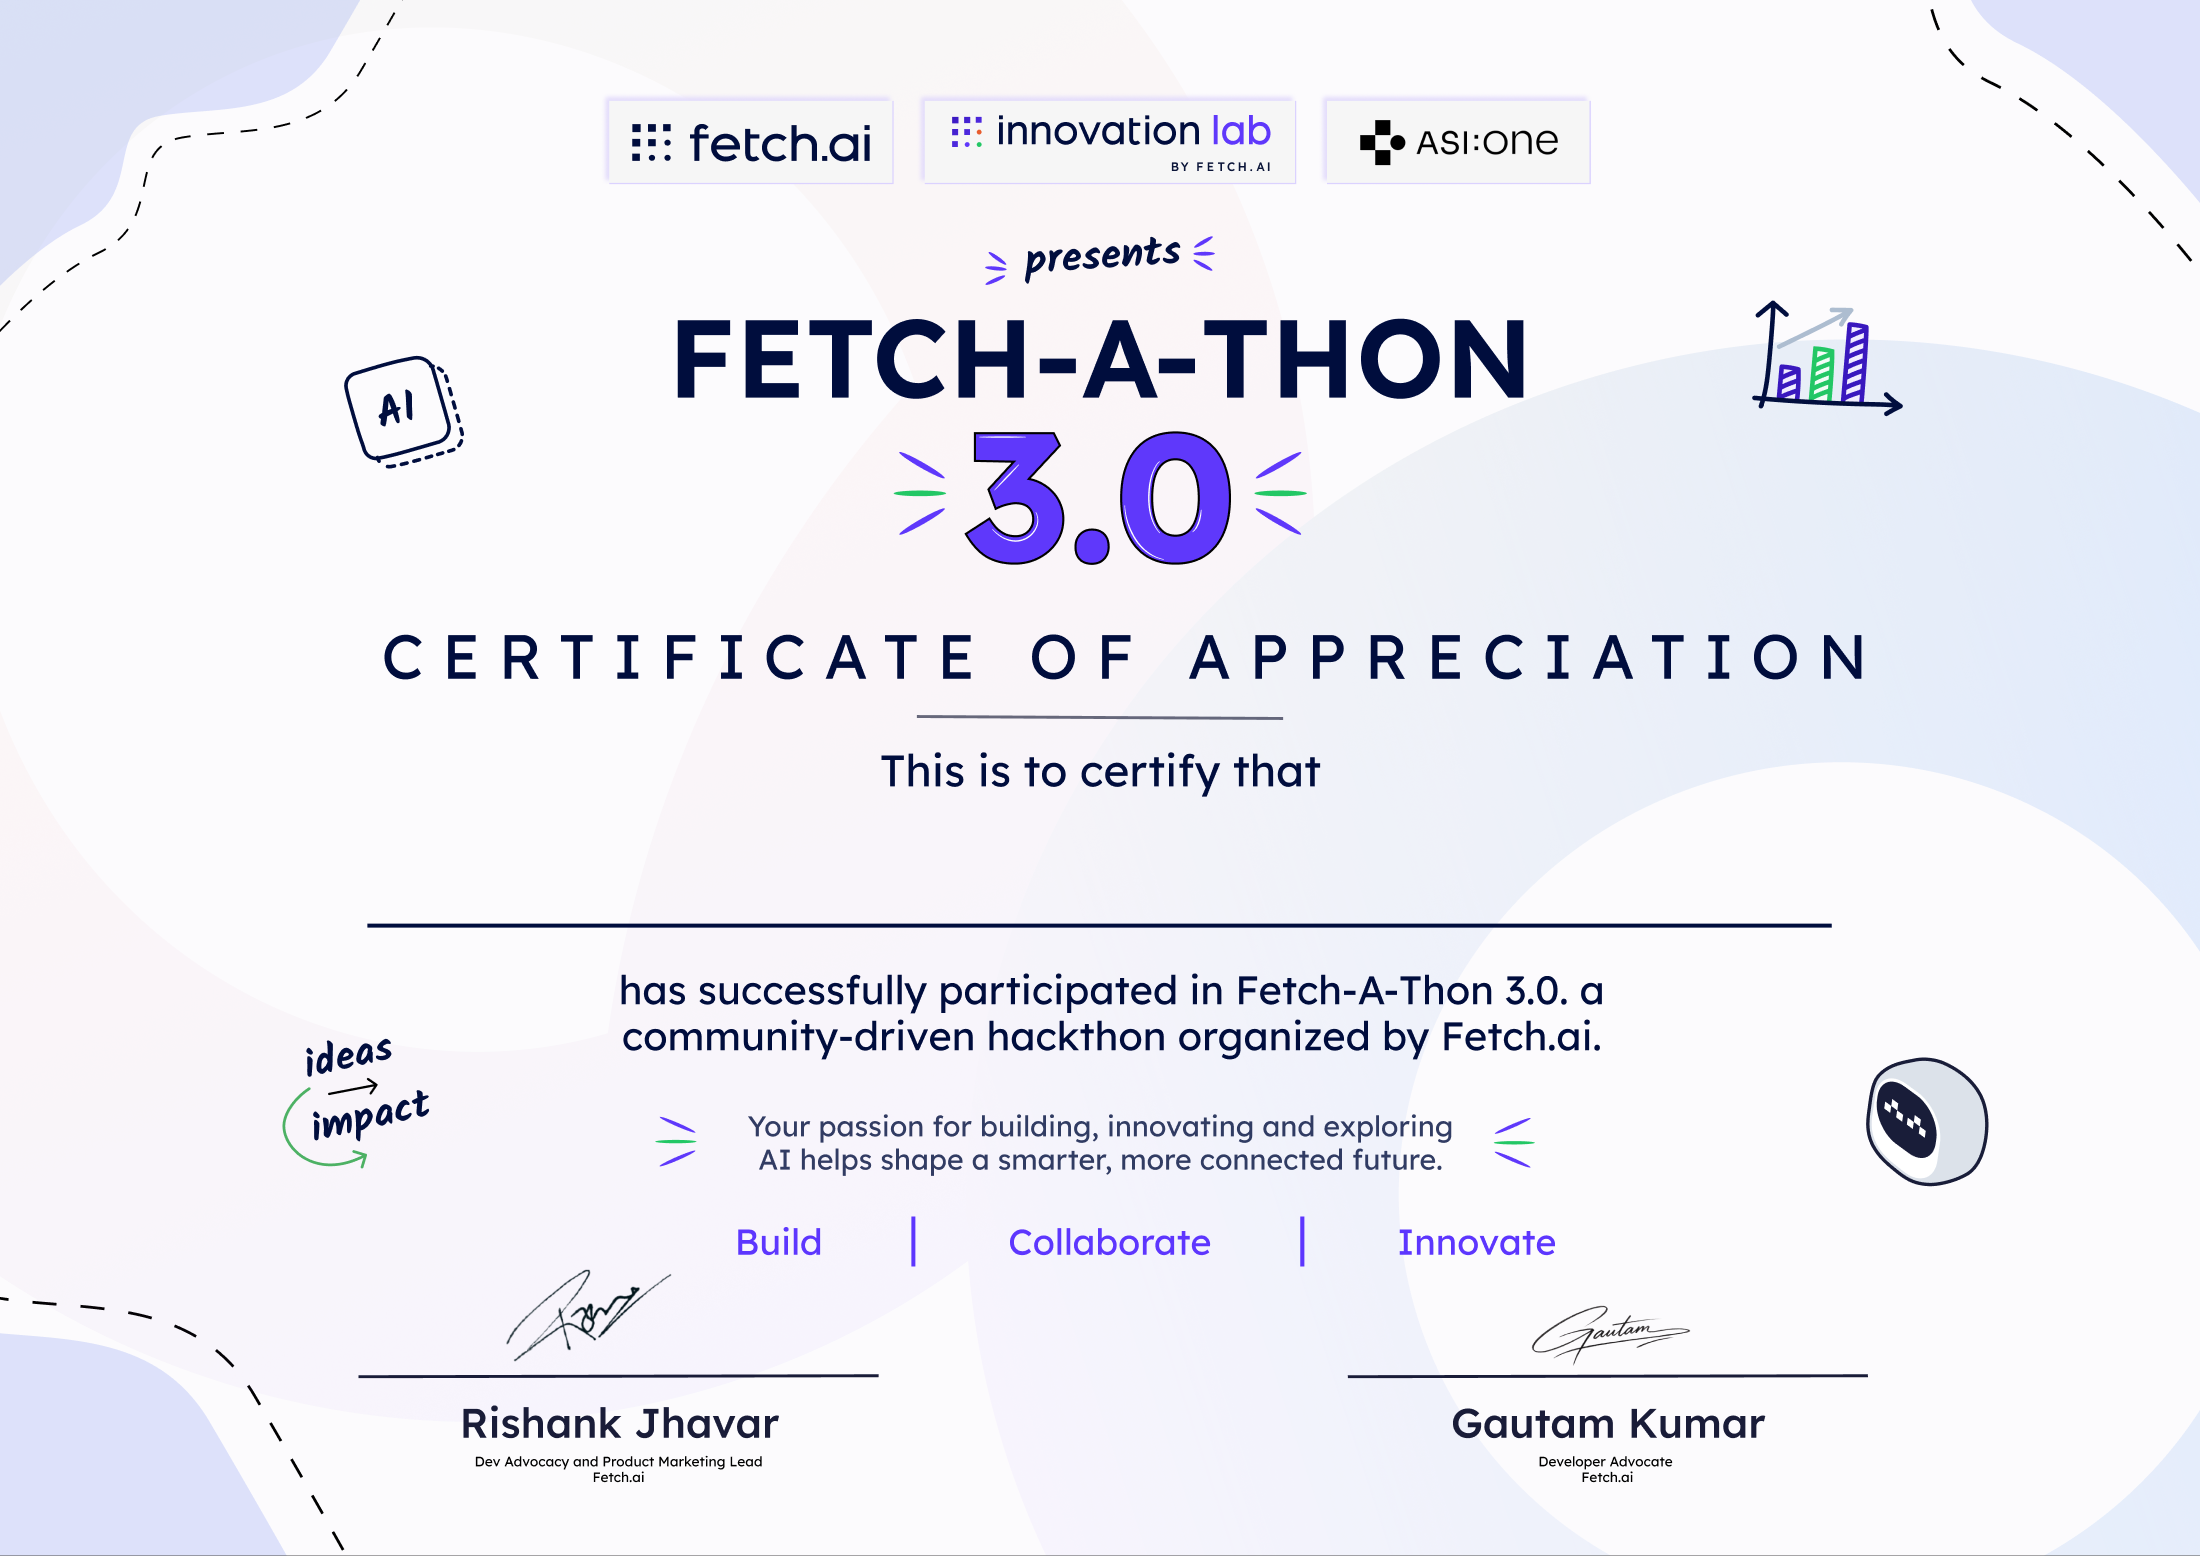 fetch.ai
innovation lab
BY FETCH.AI
ASI:one
presents
FETCH-A-THON
3.0
AI
CERTIFICATE OF APPRECIATION
This is to certify that
has successfully participated in Fetch-A-Thon 3.0. a
community-driven hackthon organized by Fetch.ai.
ideas
impact
Your passion for building, innovating and exploring
AI helps shape a smarter, more connected future.
Build | Collaborate | Innovate
Gautam
Rishank Jhavar
Dev Advocacy and Product Marketing Lead
Fetch.ai
Gautam Kumar
Developer Advocate
Fetch.ai